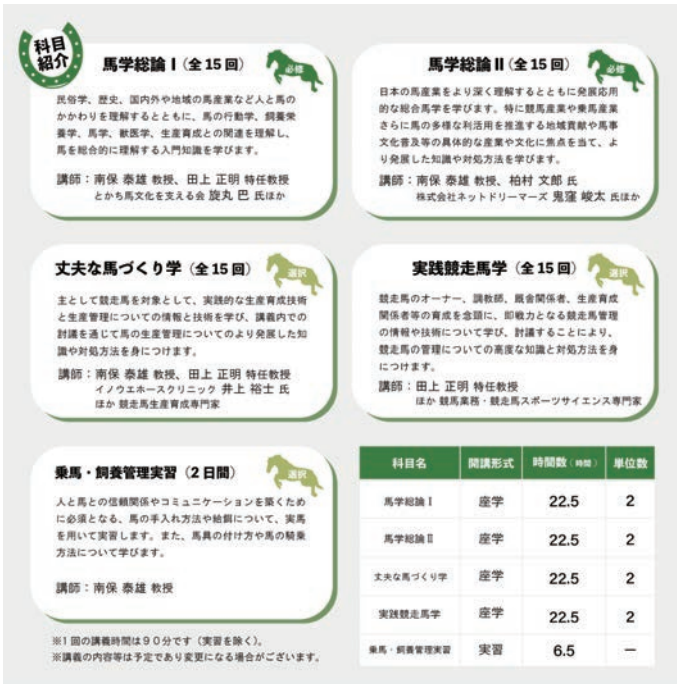 科目
紹介
馬学総論Ⅰ（全15回）
必修
民俗学、歴史、国内外や地域の馬産業など人と馬の
かかわりを理解するとともに、馬の行動学、飼養栄
養学、馬学、獣医学、生産育成との関連を理解し、
馬を総合的に理解する入門知識を学びます。
講師：南保 泰雄 教授、田上 正明 特任教授
とかち馬文化を支える会 旋丸 巴 氏ほか
馬学総論Ⅱ（全15回）
必修
日本の馬産業をより深く理解するとともに発展応用
的な総合馬学を学びます。特に競馬産業や乗馬産業
さらに馬の多様な利活用を推進する地域貢献や馬事
文化普及等の具体的な産業や文化に焦点を当て、よ
り発展した知識や対処方法を学びます。
講師：南保 泰雄 教授、柏村 文郎 氏
株式会社ネットドリーマーズ 鬼窪 峻太 氏ほか
丈夫な馬づくり学（全15回）
選択
主として競走馬を対象として、実践的な生産育成技術
と生産管理についての情報と技術を学び、講義内での
討議を通じて馬の生産管理についてのより発展した知
識や対処方法を身につけます。
講師：南保 泰雄 教授、田上 正明 特任教授
イノウエホースクリニック 井上 裕士 氏
ほか 競走馬生産育成専門家
実践競走馬学（全15回）
選択
競走馬のオーナー、調教師、厩舎関係者、生産育成
関係者等の育成を念頭に、即戦力となる競走馬管理
の情報や技術について学び、討議することにより、
競走馬の管理についての高度な知識と対処方法を身
につけます。
講師：田上 正明 特任教授
ほか 競馬業務・競走馬スポーツサイエンス専門家
乗馬・飼養管理実習（2日間）
選択
人と馬との信頼関係やコミュニケーションを築くため
に必須となる、馬の手入れ方法や給餌について、実馬
を用いて実習します。また、馬具の付け方や馬の騎乗
方法について学びます。
講師：南保 泰雄 教授
※1回の講義時間は90分です（実習を除く）。
※講義の内容等は予定であり変更になる場合がございます。
科目名 開講形式 時間数（時間） 単位数
馬学総論Ⅰ 座学 22.5 2
馬学総論Ⅱ 座学 22.5 2
丈夫な馬づくり学 座学 22.5 2
実践競走馬学 座学 22.5 2
乗馬・飼養管理実習 実習 6.5 ー